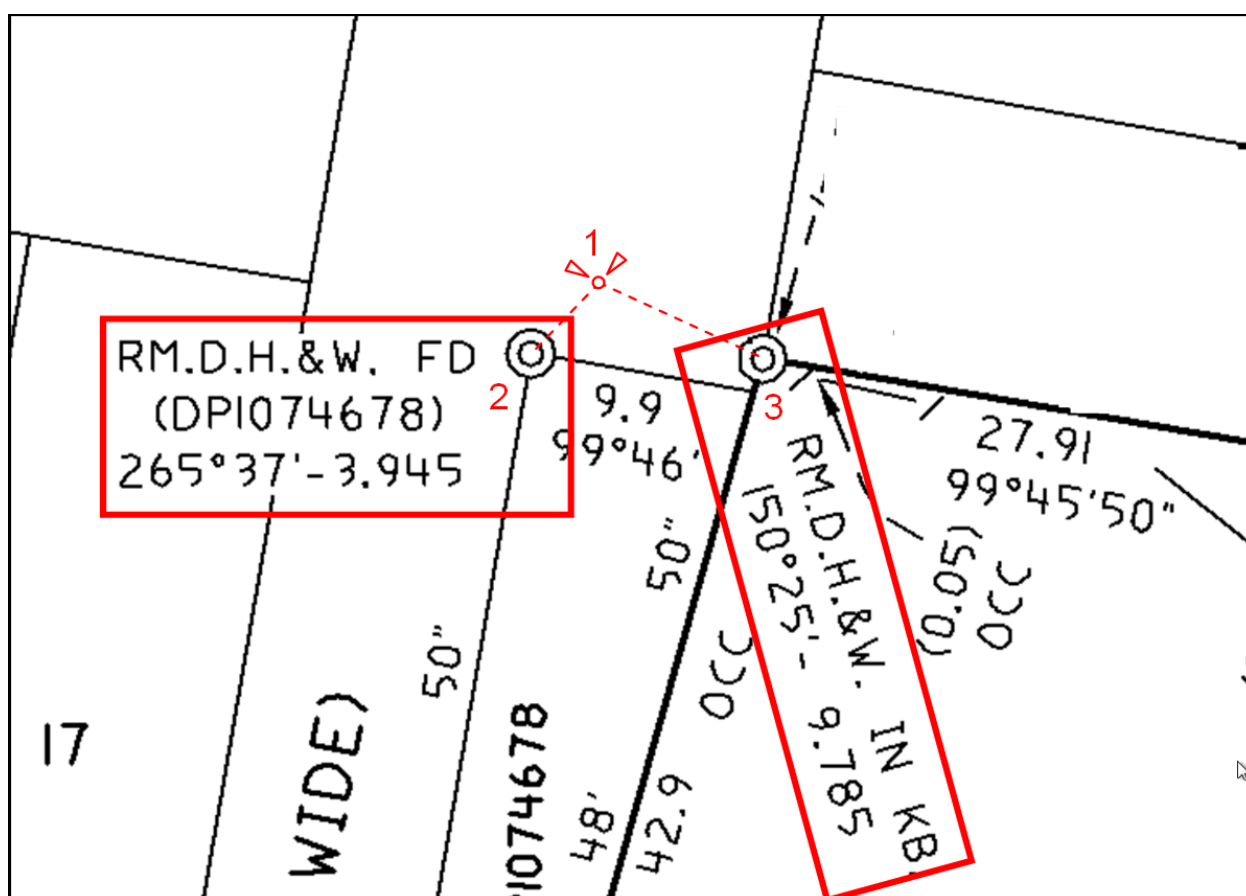 1
RM.D.H.&W. FD
(DP1074678)
265°37'-3.945
2
3
9.9
99°46'
27.91
99°45'50"
RM.D.H.&W. IN KB.
150°25'- 9.785
(0.05)
OCC
50"
OCC
50"
17
WIDE)
P1074678
48'
42.9